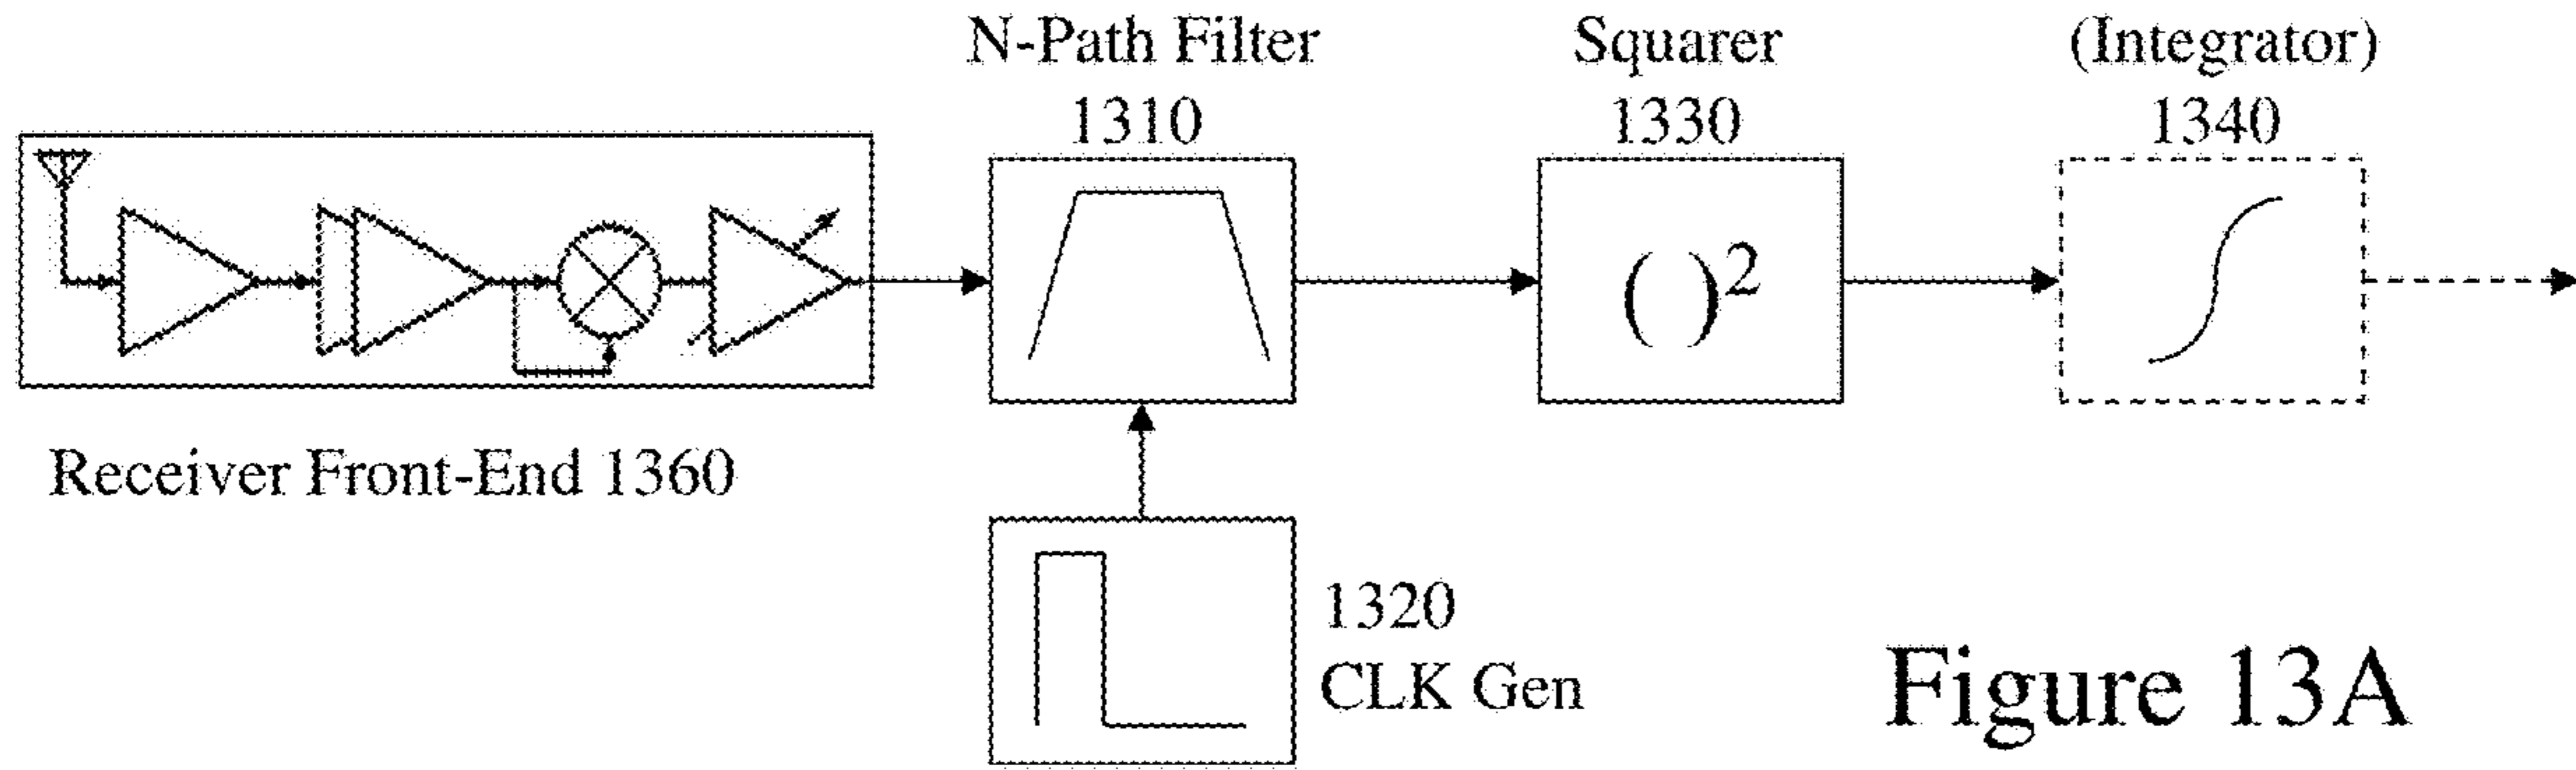 N-Path Filter
1310
Squarer
1330
(Integrator)
1340
( )²
Receiver Front-End 1360
1320
CLK Gen
Figure 13A